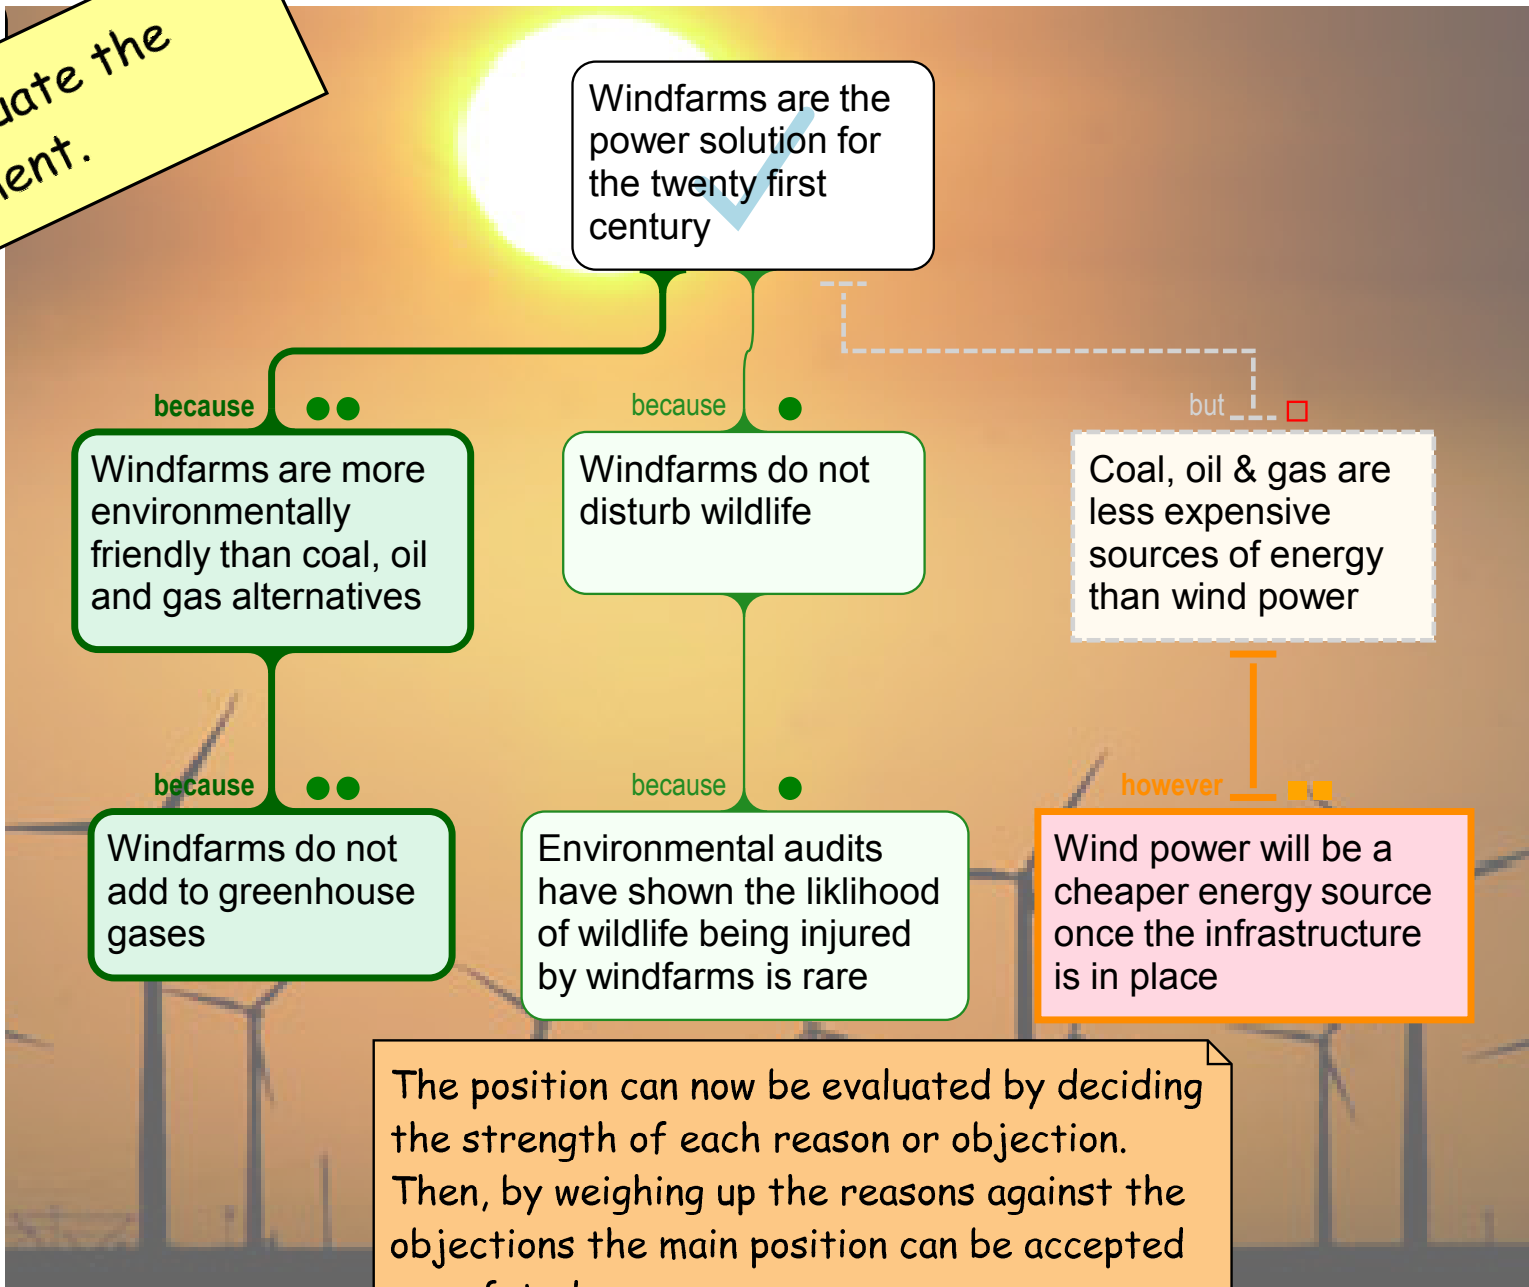 the
Windfarms are the
power solution for
the twenty first
century
because
because
but
Windfarms are more
environmentally
friendly than coal, oil
and gas alternatives
Windfarms do not
disturb wildlife
Coal, oil & gas are
less expensive
sources of energy
than wind power
because
because
however
Windfarms do not
add to greenhouse
gases
Environmental audits
have shown the liklihood
of wildlife being injured
by windfarms is rare
Wind power will be a
cheaper energy source
once the infrastructure
is in place
The position can now be evaluated by deciding
the strength of each reason or objection.
Then, by weighing up the reasons against the
objections the main position can be accepted